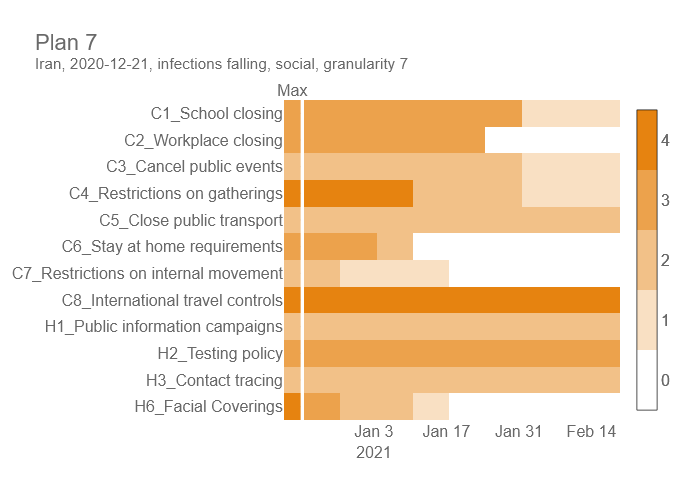 Plan 7
Iran, 2020-12-21, infections falling, social, granularity 7
Max
C1_School closing
C2_Workplace closing
C3_Cancel public events
C4_Restrictions on gatherings
C5_Close public transport
C6_Stay at home requirements
C7_Restrictions on internal movement
C8_International travel controls
H1_Public information campaigns
H2_Testing policy
H3_Contact tracing
H6_Facial Coverings
Jan 3 Jan 17 Jan 31 Feb 14
2021
4
3
2
1
0